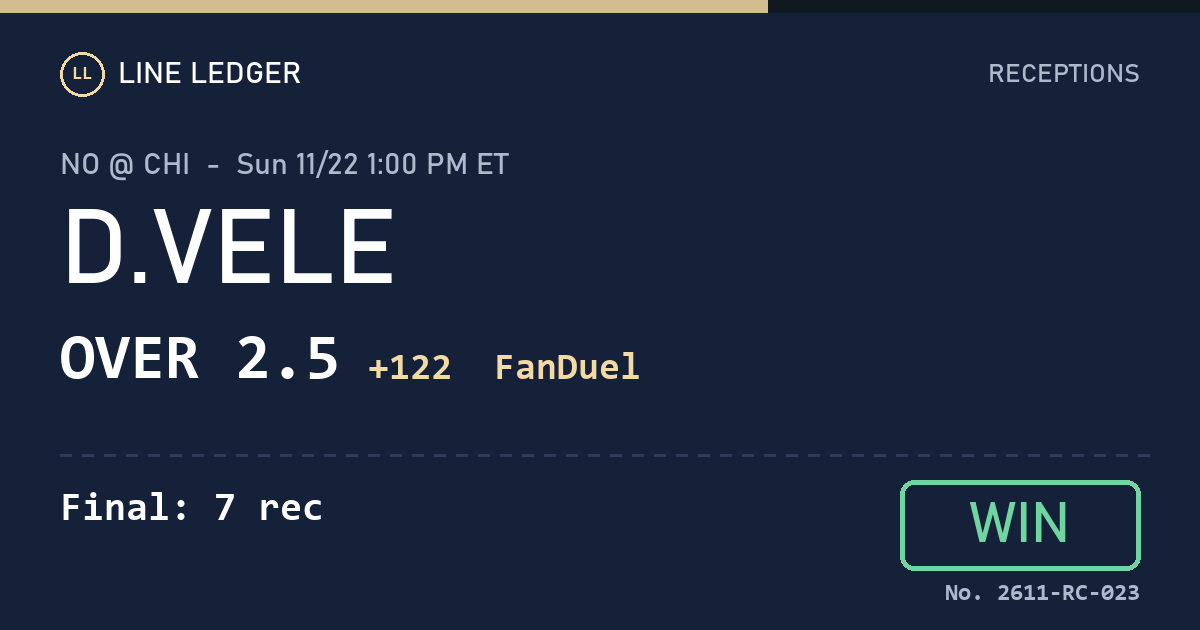 LL LINE LEDGER
RECEPTIONS
NO @ CHI - Sun 11/22 1:00 PM ET
D.VELE
OVER 2.5 +122 FanDuel
Final: 7 rec
WIN
No. 2611-RC-023